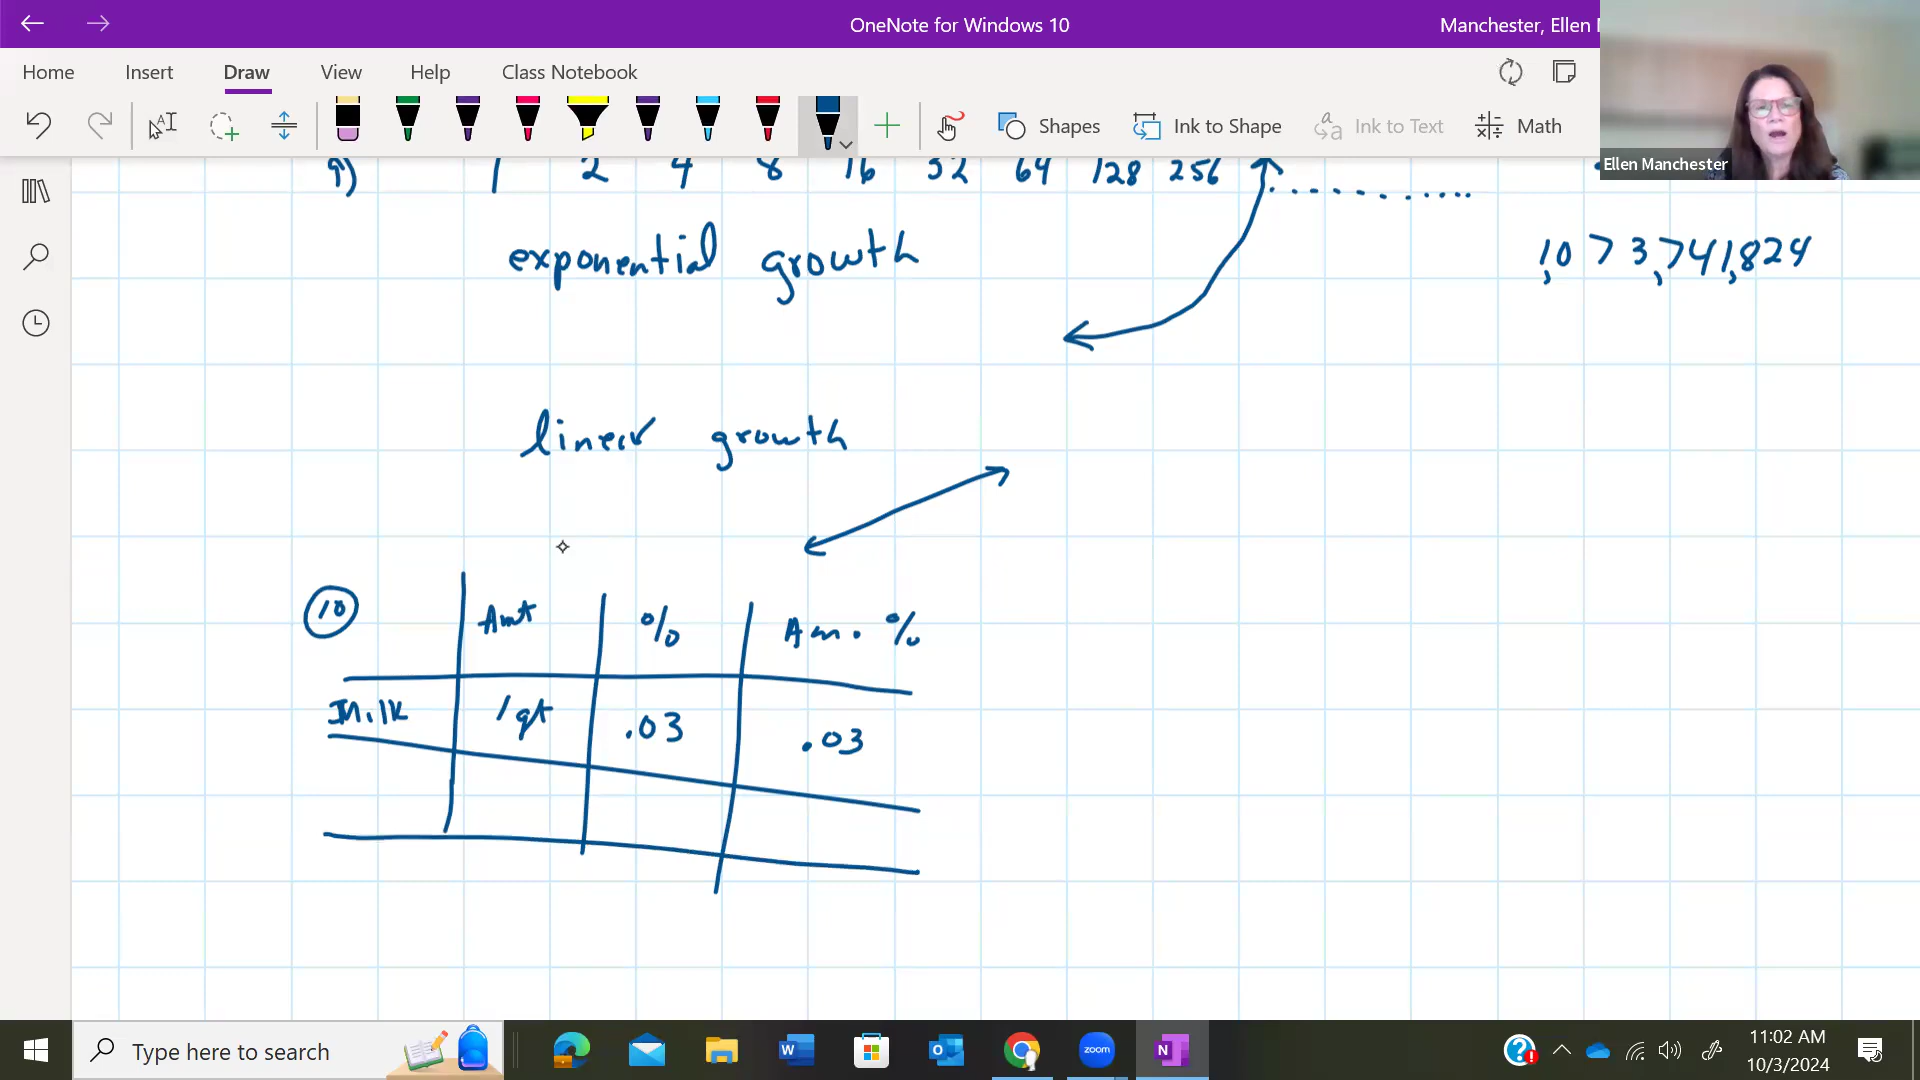 OneNote for Windows 10
Manchester, Ellen
Home Insert Draw View Help Class Notebook
Shapes Ink to Shape Ink to Text Math
Ellen Manchester
9) 1 2 4 8 16 32 64 128 256
exponential growth
1,073,741,824
linear growth
10 Amt % Am. %
Milk 1 qt .03 .03
Type here to search
zoom
11:02 AM
10/3/2024